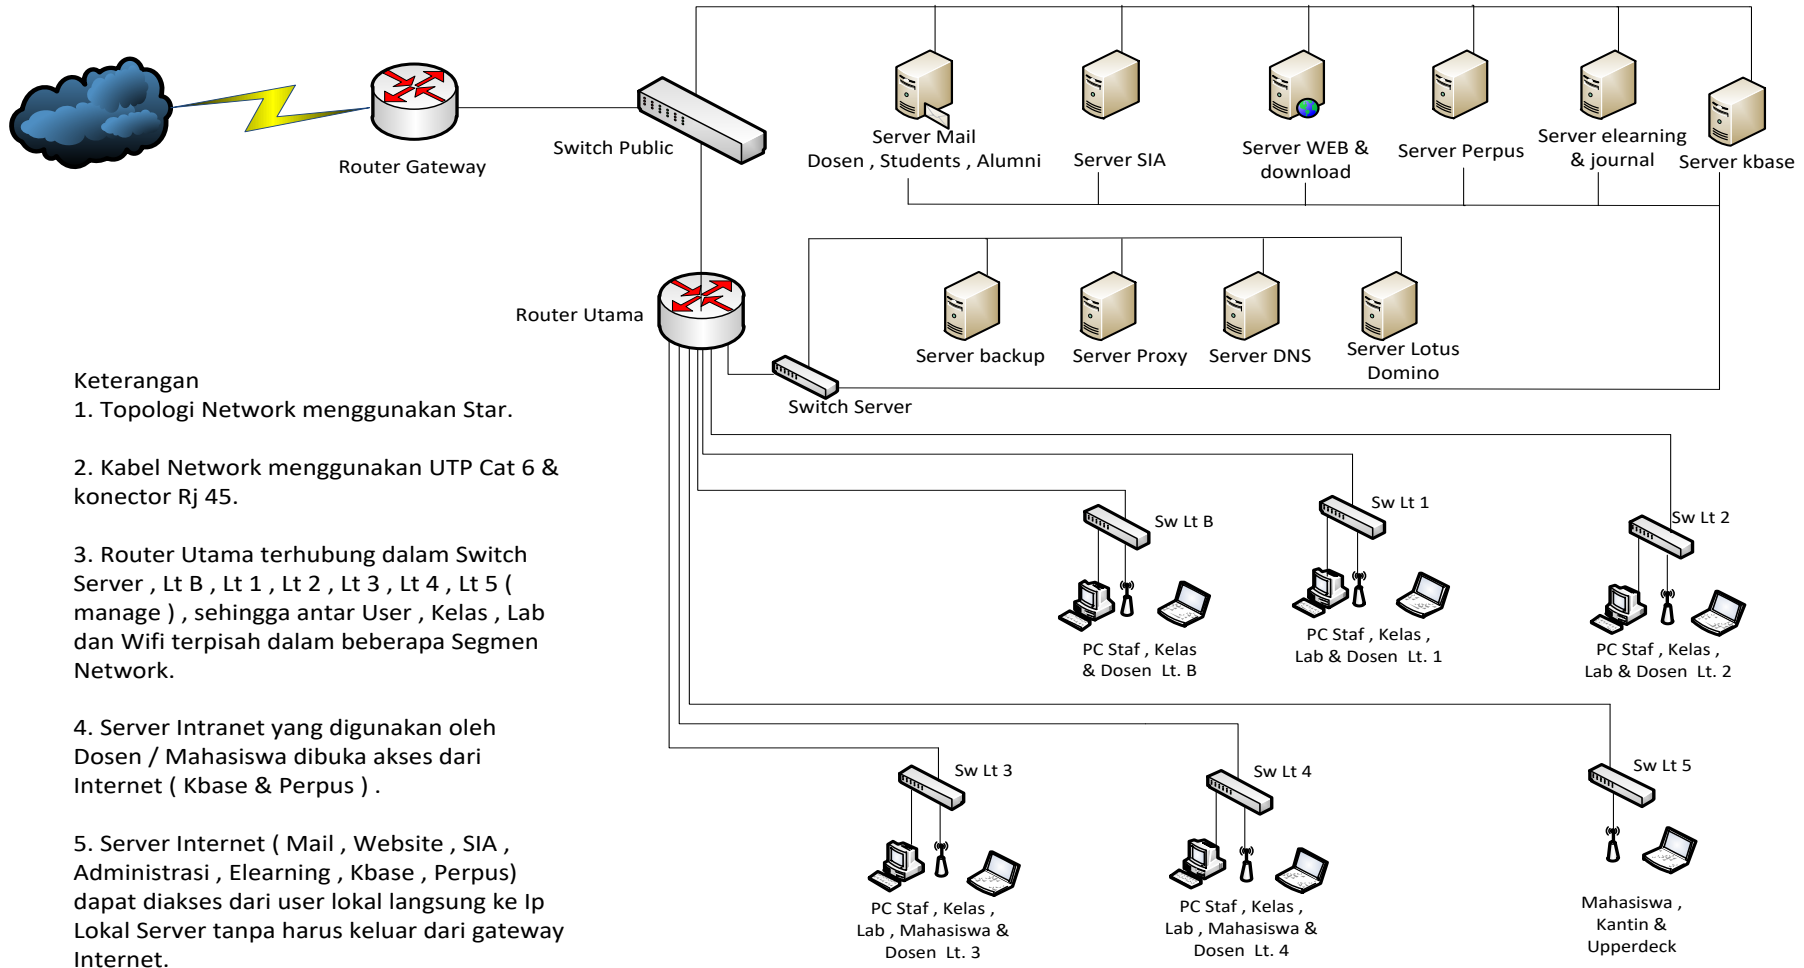 Router Gateway
Switch Public
Server Mail
Dosen , Students , Alumni
Server SIA
Server WEB &
download
Server Perpus
Server elearning
& journal
Server kbase
Router Utama
Server backup
Server Proxy
Server DNS
Server Lotus
Domino
Switch Server
Keterangan
1. Topologi Network menggunakan Star.
2. Kabel Network menggunakan UTP Cat 6 &
konector Rj 45.
3. Router Utama terhubung dalam Switch
Server , Lt B , Lt 1 , Lt 2 , Lt 3 , Lt 4 , Lt 5 (
manage ) , sehingga antar User , Kelas , Lab
dan Wifi terpisah dalam beberapa Segmen
Network.
4. Server Intranet yang digunakan oleh
Dosen / Mahasiswa dibuka akses dari
Internet ( Kbase & Perpus ) .
5. Server Internet ( Mail , Website , SIA ,
Administrasi , Elearning , Kbase , Perpus)
dapat diakses dari user lokal langsung ke Ip
Lokal Server tanpa harus keluar dari gateway
Internet.
Sw Lt B
PC Staf , Kelas
& Dosen Lt. B
Sw Lt 1
PC Staf , Kelas ,
Lab & Dosen Lt. 1
Sw Lt 2
PC Staf , Kelas ,
Lab & Dosen Lt. 2
Sw Lt 3
PC Staf , Kelas ,
Lab , Mahasiswa &
Dosen Lt. 3
Sw Lt 4
PC Staf , Kelas ,
Lab , Mahasiswa &
Dosen Lt. 4
Sw Lt 5
Mahasiswa ,
Kantin &
Upperdeck